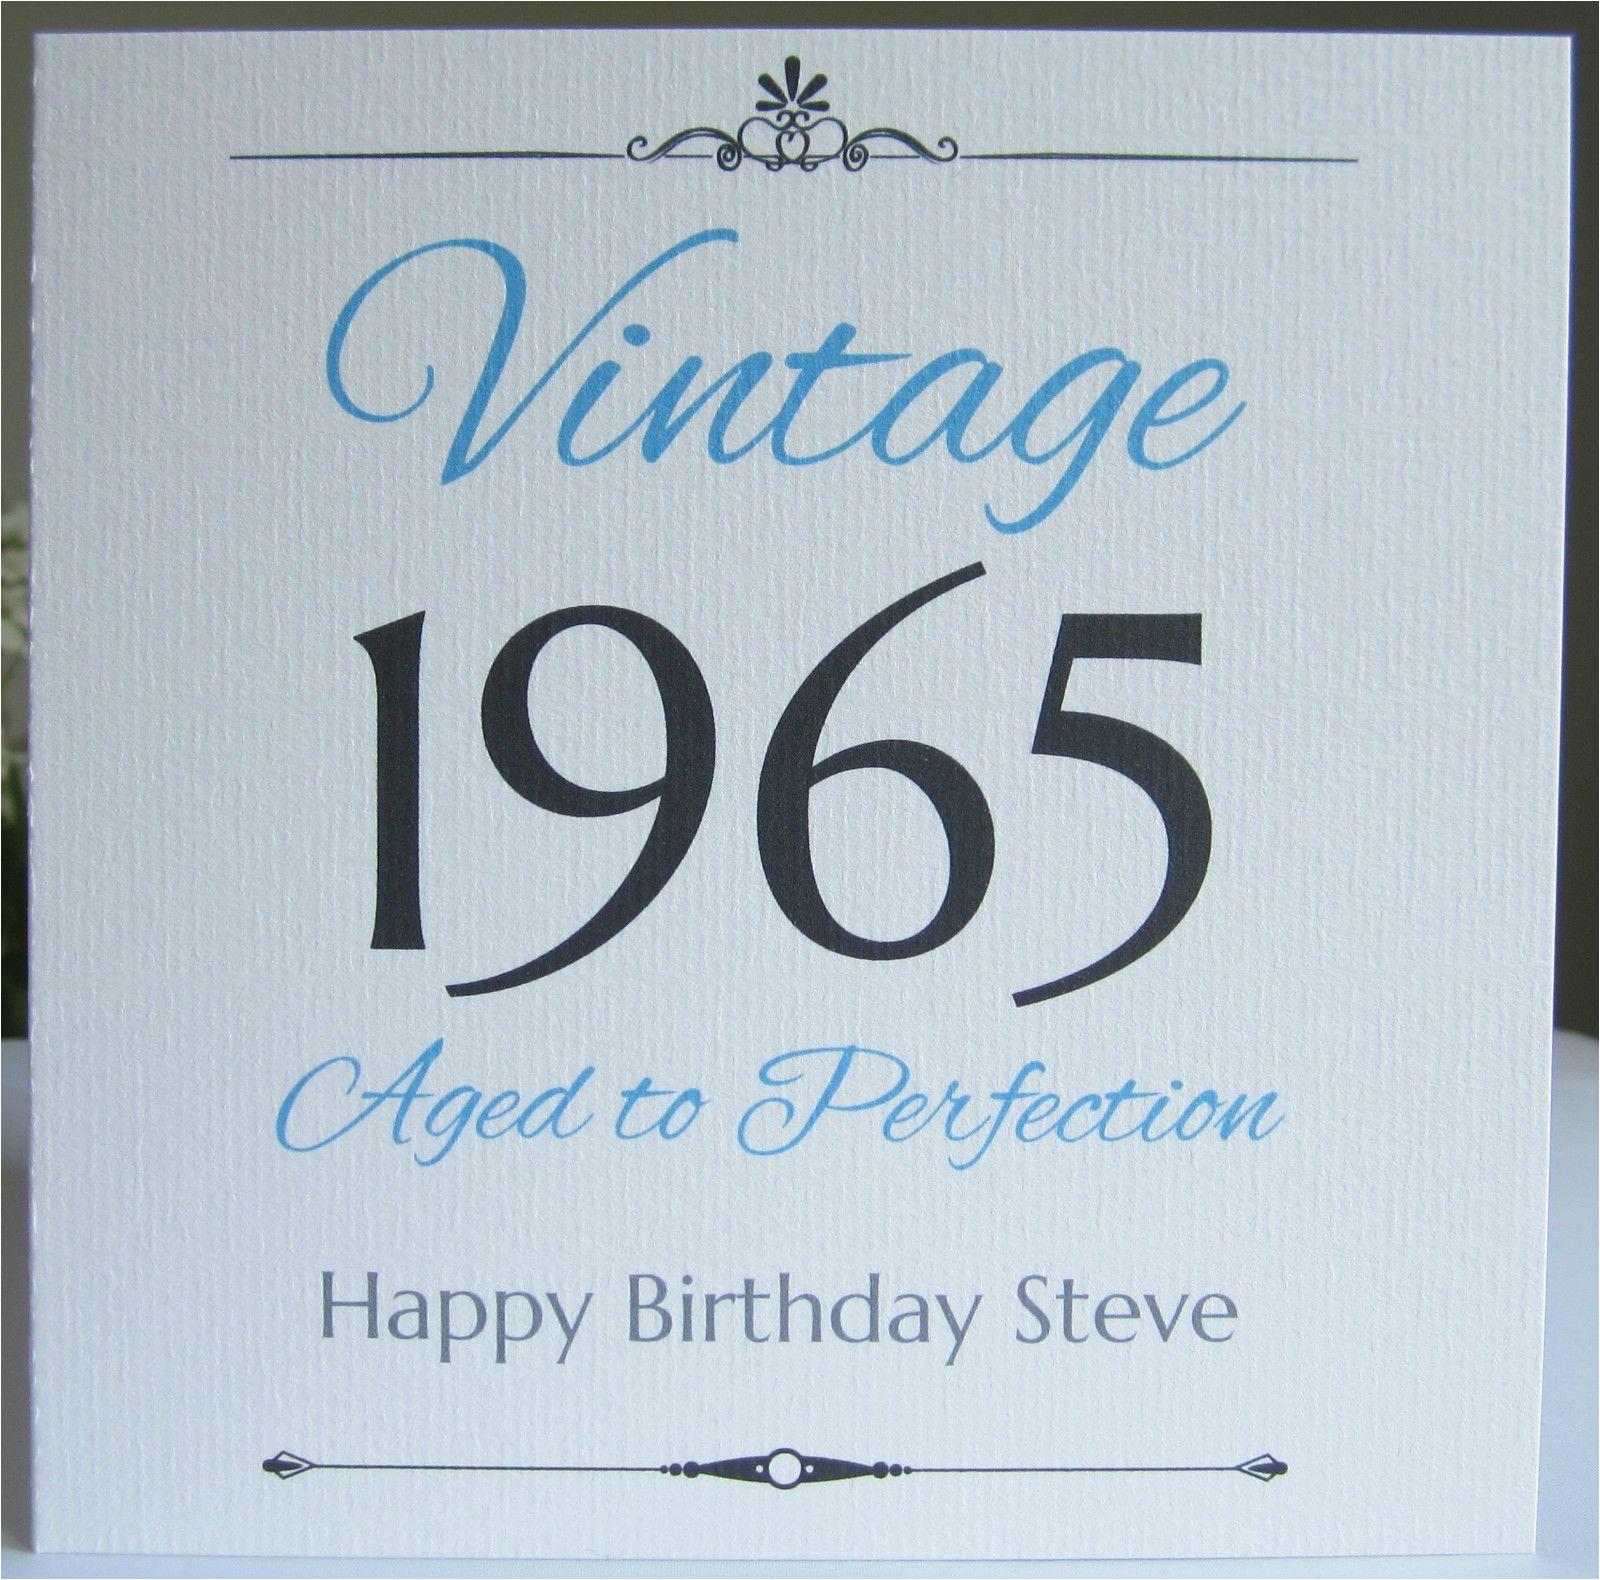 Vintage
1965
Aged to Perfection
Happy Birthday Steve